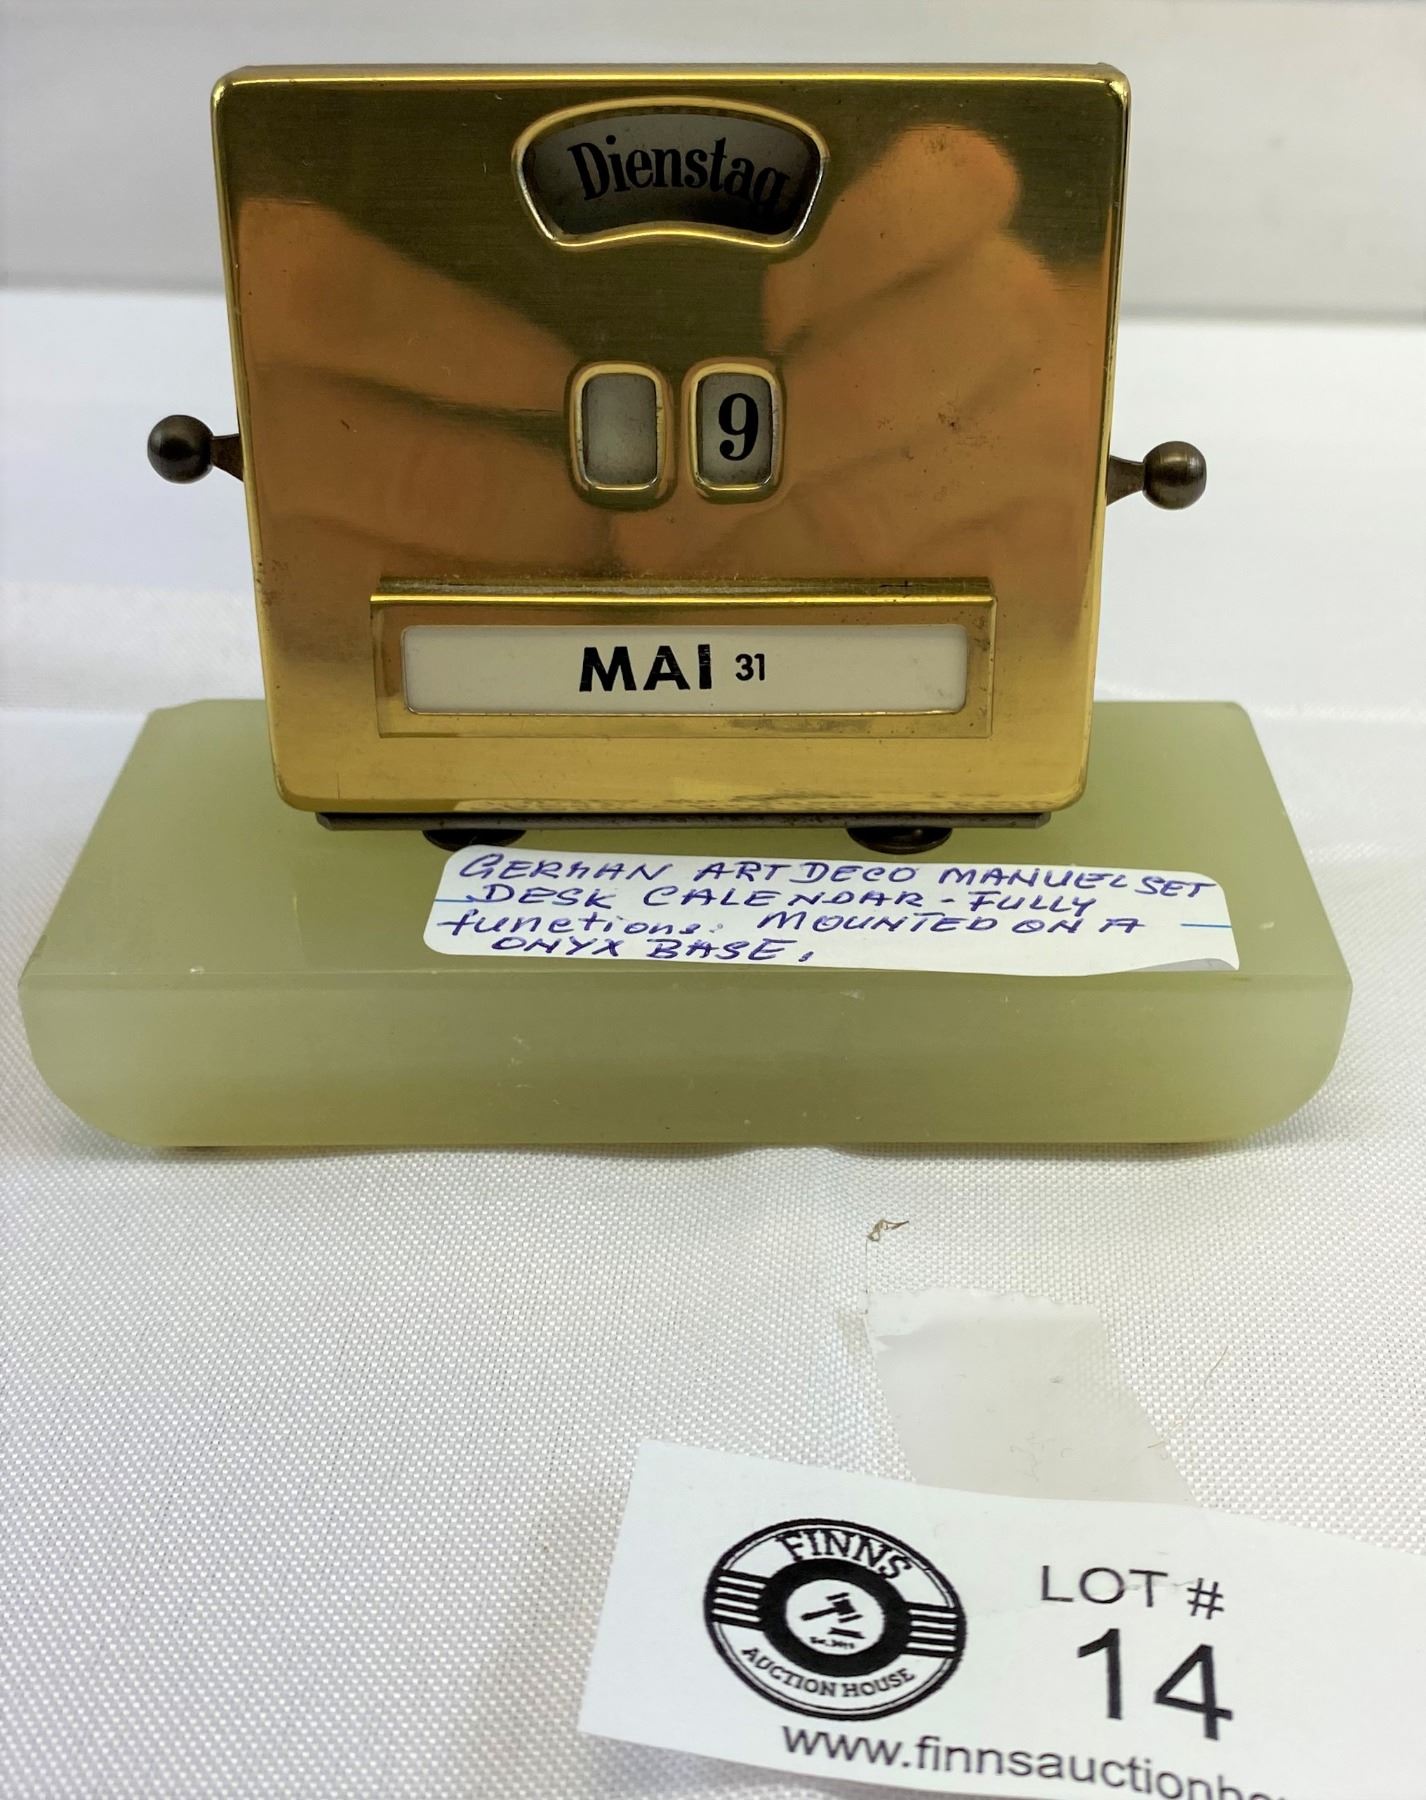 Dienstag
9
MAI 31
GERMAN ART DECO MANUEL SET
DESK CALENDAR - FULLY
functions. MOUNTED ON A
ONYX BASE.
FINNS
AUCTION HOUSE
LOT #
14
www.finnsauctionho